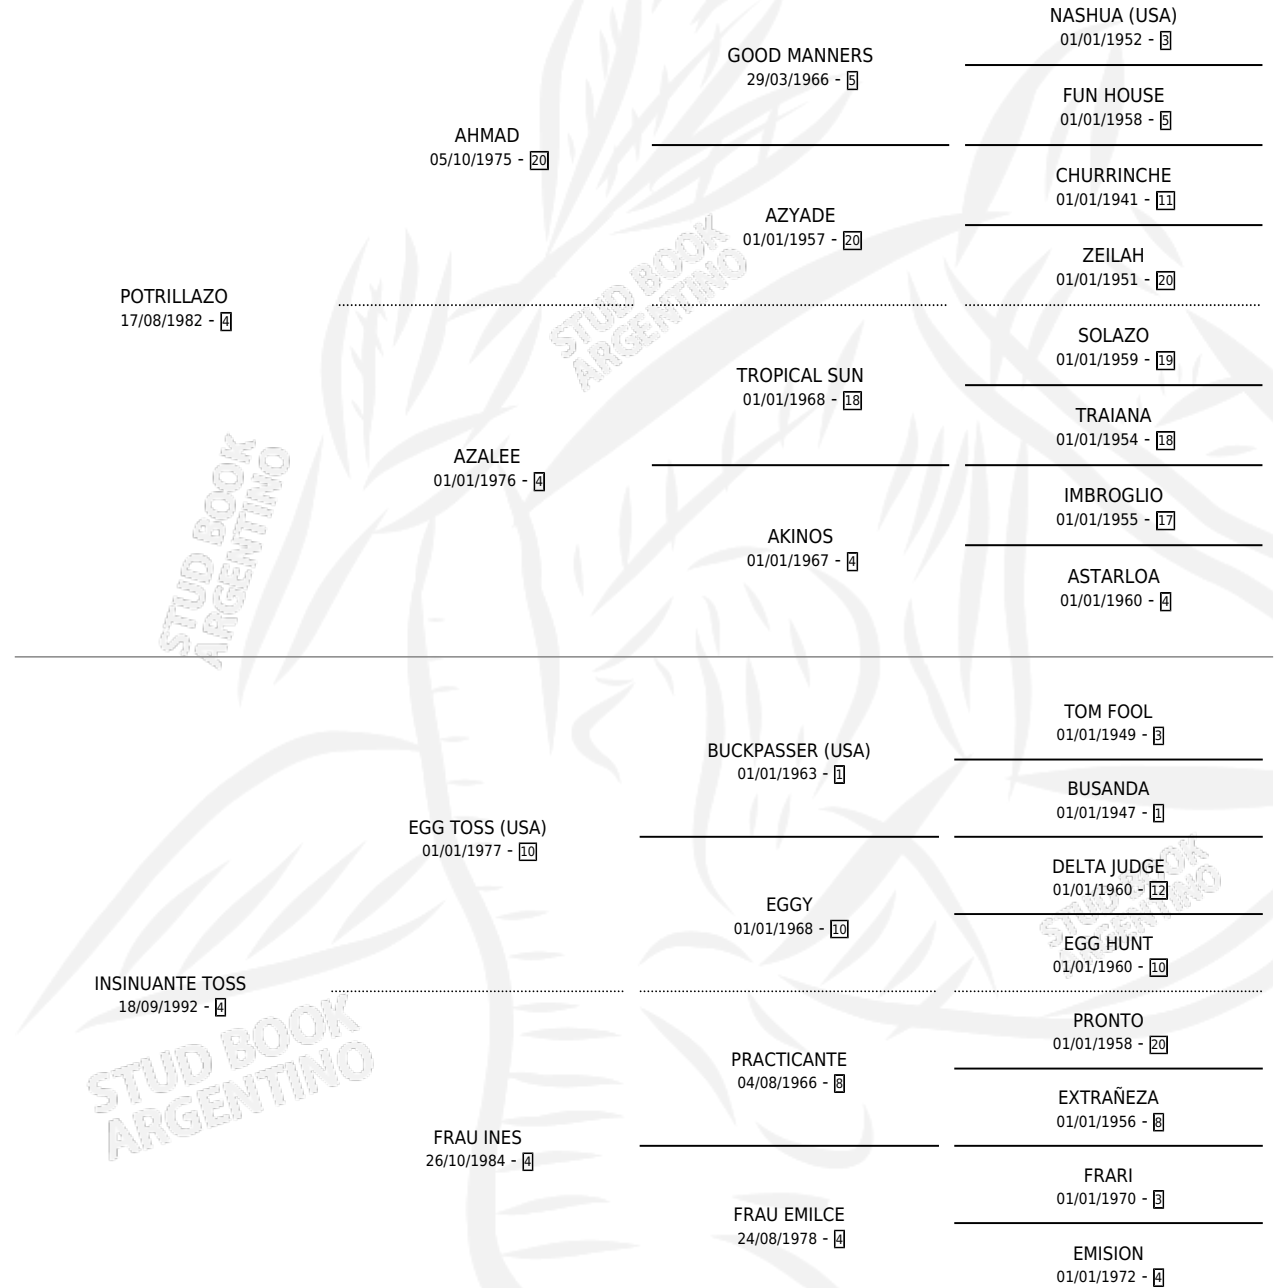 NASHUA (USA)
01/01/1952 - 3
GOOD MANNERS
29/03/1966 - 5
FUN HOUSE
01/01/1958 - 5
AHMAD
05/10/1975 - 20
CHURRINCHE
01/01/1941 - 11
AZYADE
01/01/1957 - 20
ZEILAH
01/01/1951 - 20
POTRILLAZO
17/08/1982 - 4
STUD BOOK
ARGENTINO
SOLAZO
01/01/1959 - 19
TROPICAL SUN
01/01/1968 - 18
TRAIANA
01/01/1954 - 18
AZALEE
01/01/1976 - 4
IMBROGLIO
01/01/1955 - 17
AKINOS
01/01/1967 - 4
ASTARLOA
01/01/1960 - 4
STUD BOOK
ARGENTINO
TOM FOOL
01/01/1949 - 3
BUCKPASSER (USA)
01/01/1963 - 1
BUSANDA
01/01/1947 - 1
EGG TOSS (USA)
01/01/1977 - 10
DELTA JUDGE
01/01/1960 - 12
EGGY
01/01/1968 - 10
EGG HUNT
01/01/1960 - 10
STUD BOOK
ARGENTINO
INSINUANTE TOSS
18/09/1992 - 4
PRONTO
01/01/1958 - 20
PRACTICANTE
04/08/1966 - 8
EXTRAÑEZA
01/01/1956 - 8
STUD BOOK
ARGENTINO
FRAU INES
26/10/1984 - 4
FRARI
01/01/1970 - 3
FRAU EMILCE
24/08/1978 - 4
EMISION
01/01/1972 - 4